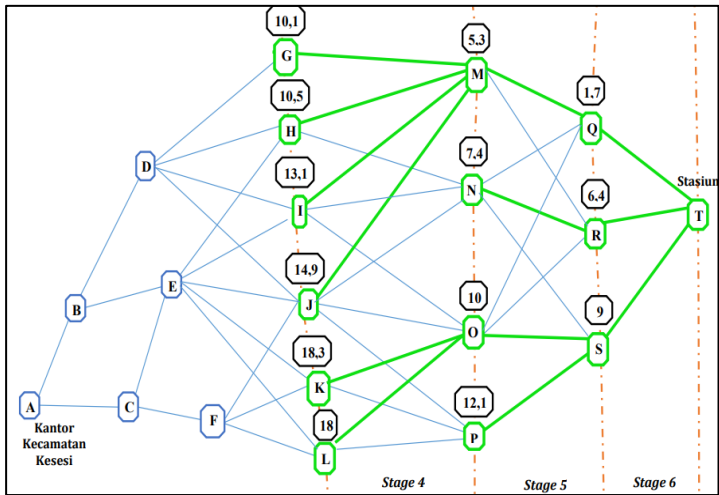 10,1
G
5,3
M
10,5
H
1,7
Q
13,1
D
7,4
I
N
6,4
Stasiun
T
R
14,9
E
J
10
9
B
O
S
18,3
K
12,1
A
C
18
F
P
Kantor
Kecamatan
Kesesi
L
Stage 4
Stage 5
Stage 6